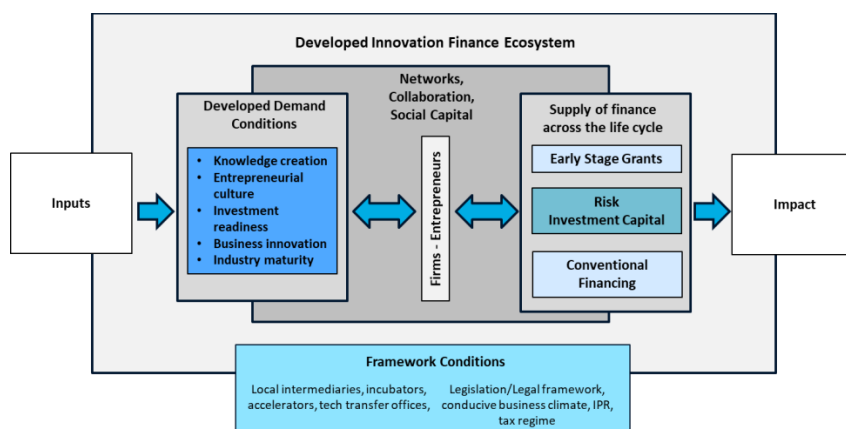 Developed Innovation Finance Ecosystem
Networks,
Collaboration,
Social Capital
Developed Demand
Conditions
• Knowledge creation
• Entrepreneurial
culture
• Investment
readiness
• Business innovation
• Industry maturity
Inputs
Firms - Entrepreneurs
Supply of finance
across the life cycle
Early Stage Grants
Risk
Investment Capital
Conventional
Financing
Impact
Framework Conditions
Local intermediaries, incubators,
accelerators, tech transfer offices,
Legislation/Legal framework,
conducive business climate, IPR,
tax regime